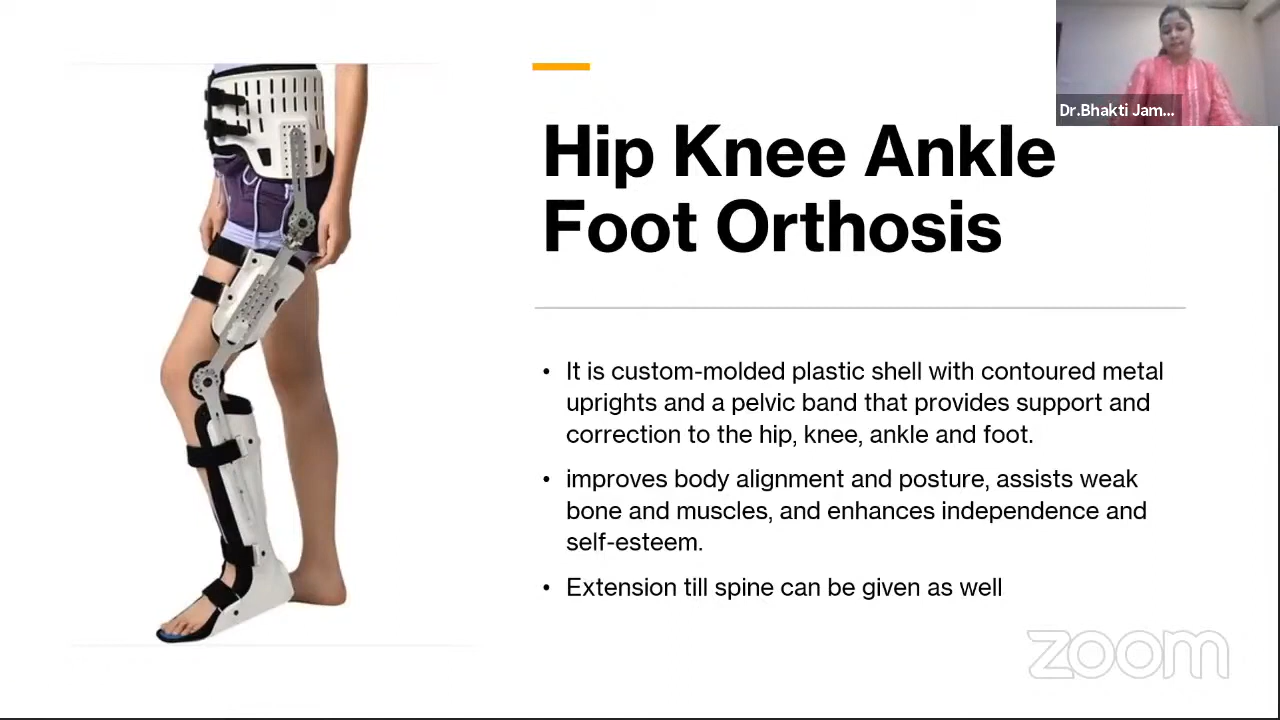 Dr.Bhakti Jam...
Hip Knee Ankle
Foot Orthosis
• It is custom-molded plastic shell with contoured metal
uprights and a pelvic band that provides support and
correction to the hip, knee, ankle and foot.
• improves body alignment and posture, assists weak
bone and muscles, and enhances independence and
self-esteem.
• Extension till spine can be given as well
zoom